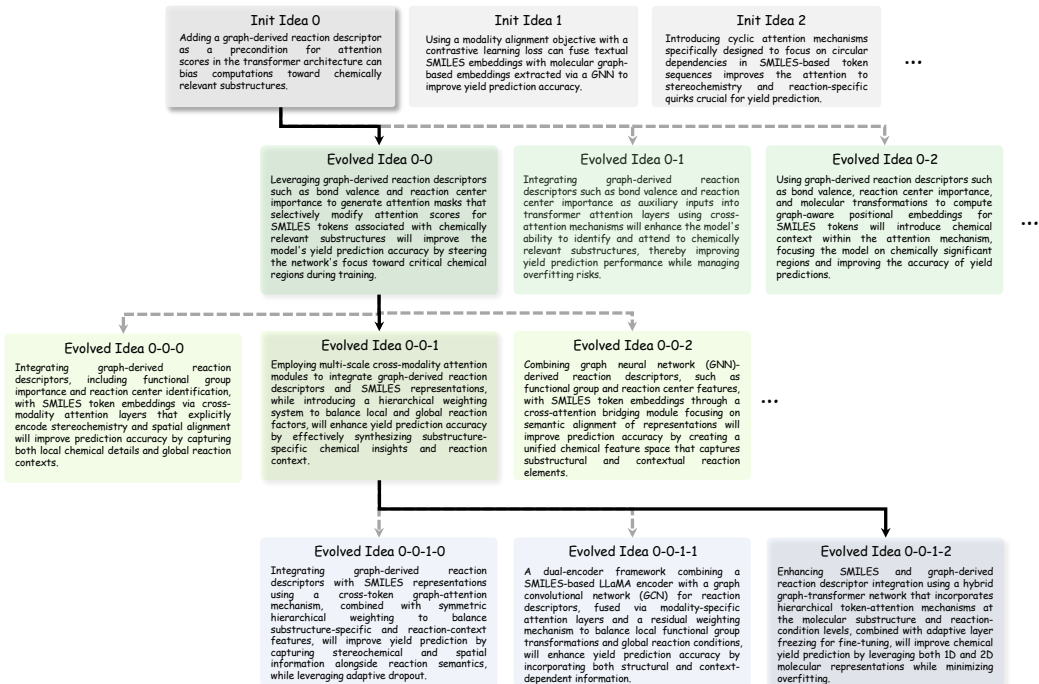 Init Idea 0
Adding a graph-derived reaction descriptor
as a precondition for attention
scores in the transformer architecture can
bias computations toward chemically
relevant substructures.
Init Idea 1
Using a modality alignment objective with a
contrastive learning loss can fuse textual
SMILES embeddings with molecular graph-
based embeddings extracted via a GNN to
improve yield prediction accuracy.
Init Idea 2
Introducing cyclic attention mechanisms
specifically designed to focus on circular
dependencies in SMILES-based token
sequences improves the attention to
stereochemistry and reaction-specific
quirks crucial for yield prediction.
...
Evolved Idea 0-0
Leveraging graph-derived reaction descriptors
such as bond valence and reaction center
importance to generate attention masks that
selectively modify attention scores for
SMILES tokens associated with chemically
relevant substructures will improve the
model's yield prediction accuracy by steering
the network's focus toward critical chemical
regions during training.
Evolved Idea 0-1
Integrating graph-derived reaction
descriptors such as bond valence and reaction
center importance as auxiliary inputs into
transformer attention layers using cross-
attention mechanisms will enhance the model's
ability to identify and attend to chemically
relevant substructures, thereby improving
yield prediction performance while managing
overfitting risks.
Evolved Idea 0-2
Using graph-derived reaction descriptors such
as bond valence, reaction center importance,
and molecular transformations to compute
graph-aware positional embeddings for
SMILES tokens will introduce chemical
context within the attention mechanism,
focusing the model on chemically significant
regions and improving the accuracy of yield
predictions.
...
Evolved Idea 0-0-0
Integrating graph-derived reaction
descriptors, including functional group
importance and reaction center identification,
with SMILES token embeddings via cross-
modality attention layers that explicitly
encode stereochemistry and spatial alignment
will improve prediction accuracy by capturing
both local chemical details and global reaction
contexts.
Evolved Idea 0-0-1
Employing multi-scale cross-modality attention
modules to integrate graph-derived reaction
descriptors and SMILES representations,
while introducing a hierarchical weighting
system to balance local and global reaction
factors, will enhance yield prediction accuracy
by effectively synthesizing substructure-
specific chemical insights and reaction
context.
Evolved Idea 0-0-2
Combining graph neural network (GNN)-
derived reaction descriptors, such as
functional group and reaction center features,
with SMILES token embeddings through a
cross-attention bridging module focusing on
semantic alignment of representations will
improve prediction accuracy by creating a
unified chemical feature space that captures
substructural and contextual reaction
elements.
...
Evolved Idea 0-0-1-0
Integrating graph-derived reaction
descriptors with SMILES representations
using a cross-token graph-attention
mechanism, combined with symmetric
hierarchical weighting to balance
substructure-specific and reaction-context
features, will improve yield prediction by
capturing stereochemical and spatial
information alongside reaction semantics,
while leveraging adaptive dropout.
Evolved Idea 0-0-1-1
A dual-encoder framework combining a
SMILES-based LLaMA encoder with a graph
convolutional network (GCN) for reaction
descriptors, fused via modality-specific
attention layers and a residual weighting
mechanism to balance local functional group
transformations and global reaction conditions,
will enhance yield prediction accuracy by
incorporating both structural and context-
dependent information.
Evolved Idea 0-0-1-2
Enhancing SMILES and graph-derived
reaction descriptor integration using a hybrid
graph-transformer network that incorporates
hierarchical token-attention mechanisms at
the molecular substructure and reaction-
condition levels, combined with adaptive layer
freezing for fine-tuning, will improve chemical
yield prediction by leveraging both 1D and 2D
molecular representations while minimizing
overfitting.